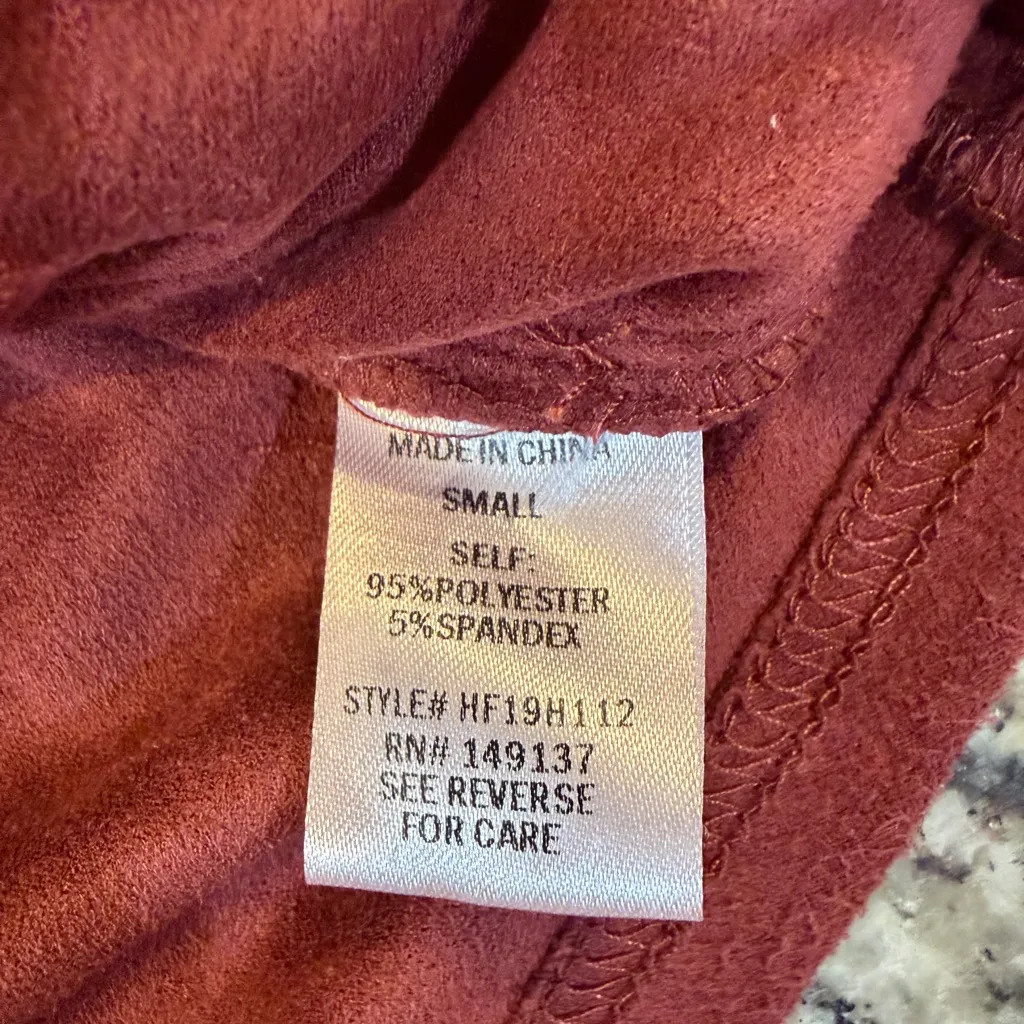 MADE IN CHINA
SMALL
SELF:
95%POLYESTER
5%SPANDEX
STYLE# HF19H112
RN# 149137
SEE REVERSE
FOR CARE